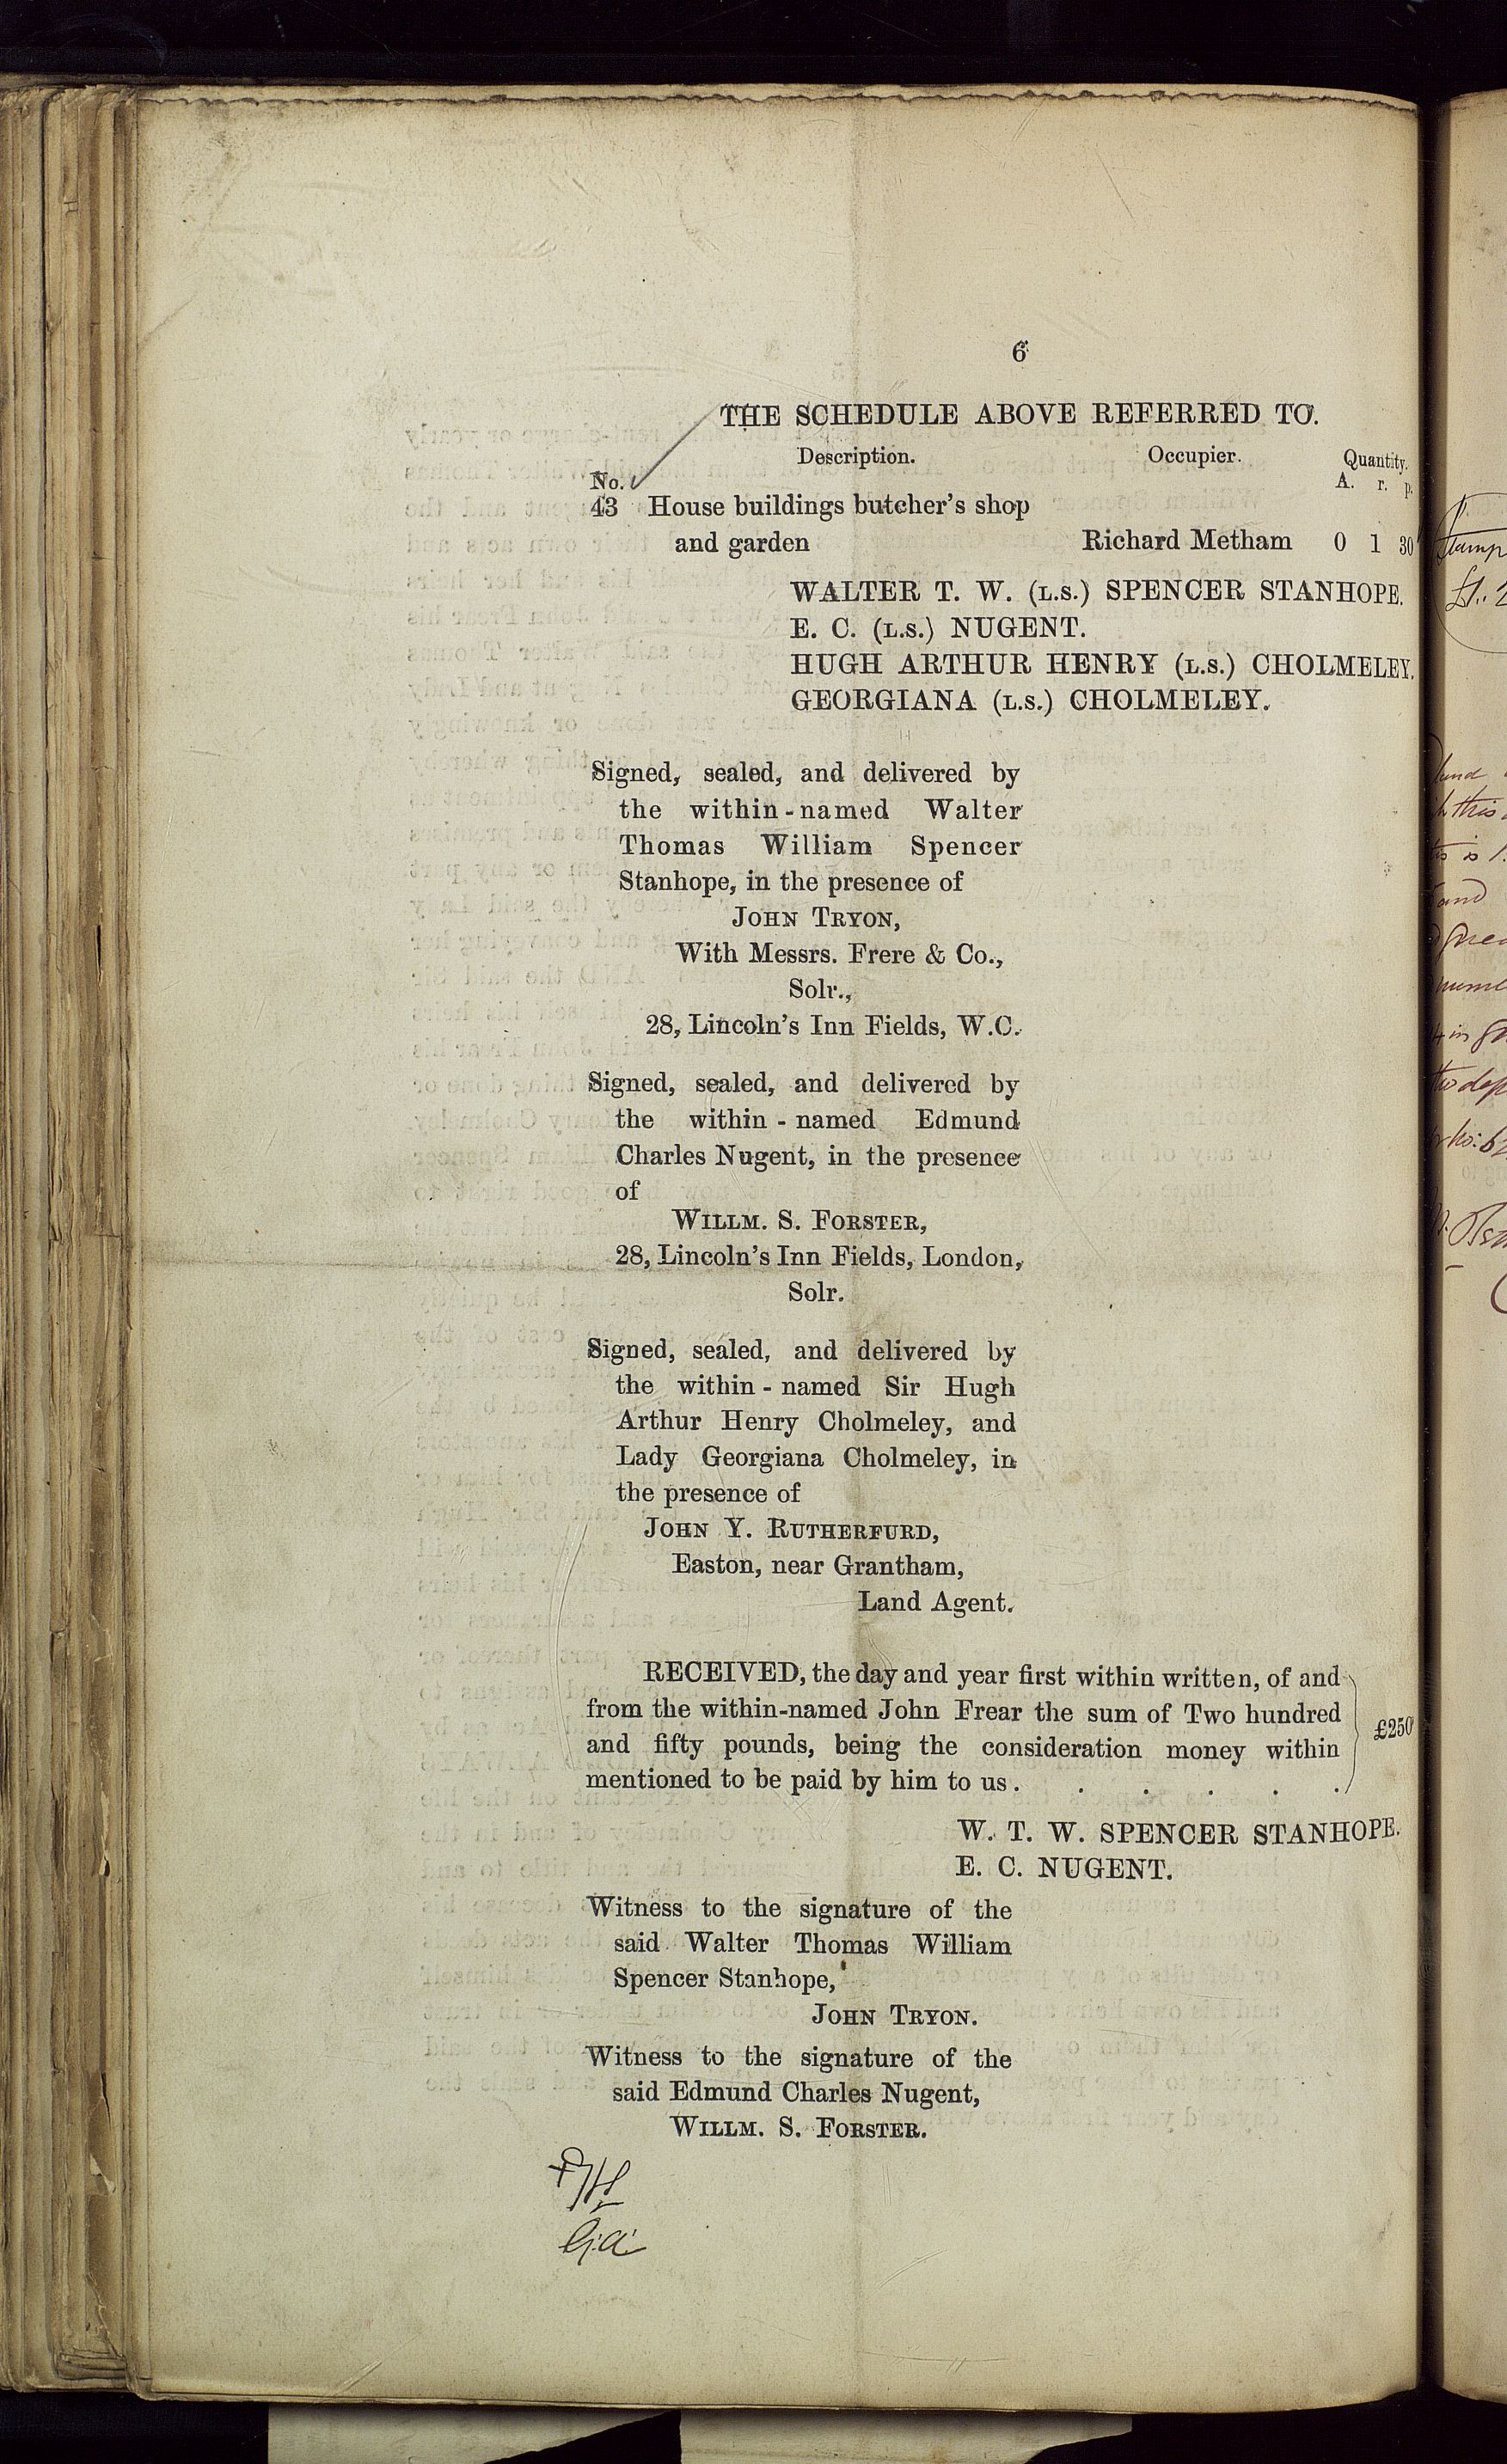 6
THE SCHEDULE ABOVE REFERRED TO.
Description. Occupier. Quantity.
No. A. r. p.
43 House buildings butcher's shop
and garden Richard Metham 0 1 30
WALTER T. W. (L.S.) SPENCER STANHOPE.
E. C. (L.S.) NUGENT.
HUGH ARTHUR HENRY (L.S.) CHOLMELEY.
GEORGIANA (L.S.) CHOLMELEY.
Signed, sealed, and delivered by
the within-named Walter
Thomas William Spencer
Stanhope, in the presence of
JOHN TRYON,
With Messrs. Frere & Co.,
Solr.,
28, Lincoln's Inn Fields, W.C.
Signed, sealed, and delivered by
the within-named Edmund
Charles Nugent, in the presence
of
WILLM. S. FORSTER,
28, Lincoln's Inn Fields, London,
Solr.
Signed, sealed, and delivered by
the within-named Sir Hugh
Arthur Henry Cholmeley, and
Lady Georgiana Cholmeley, in
the presence of
JOHN Y. RUTHERFURD,
Easton, near Grantham,
Land Agent.
RECEIVED, the day and year first within written, of and
from the within-named John Frear the sum of Two hundred
and fifty pounds, being the consideration money within £250
mentioned to be paid by him to us . . . . . .
W. T. W. SPENCER STANHOPE.
E. C. NUGENT.
Witness to the signature of the
said Walter Thomas William
Spencer Stanhope,
JOHN TRYON.
Witness to the signature of the
said Edmund Charles Nugent,
WILLM. S. FORSTER.